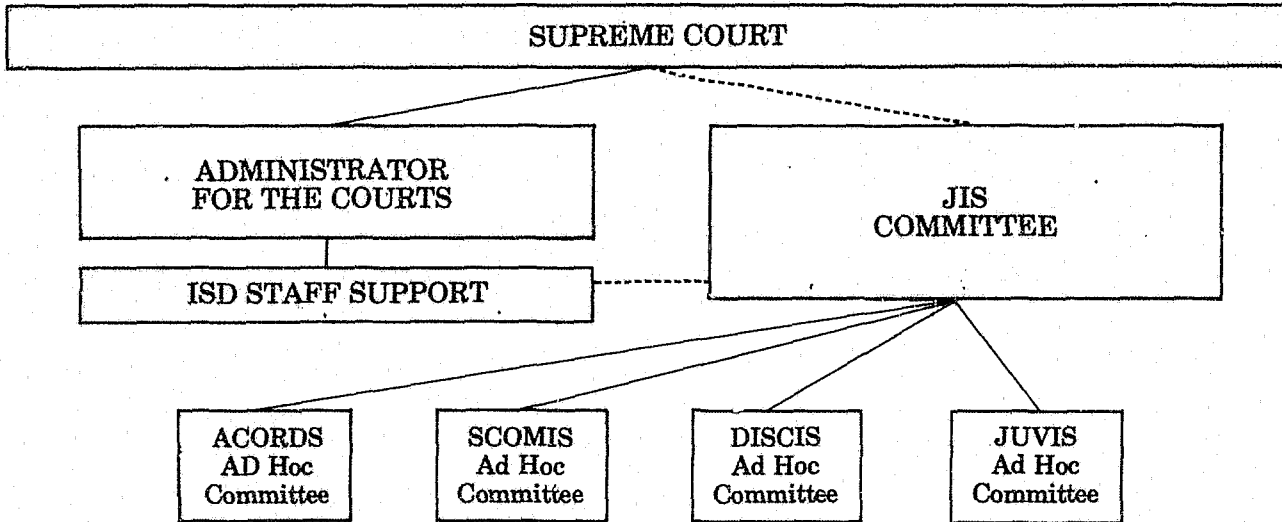 SUPREME COURT
ADMINISTRATOR
FOR THE COURTS
JIS
COMMITTEE
ISD STAFF SUPPORT
ACORDS
AD Hoc
Committee
SCOMIS
Ad Hoc
Committee
DISCIS
Ad Hoc
Committee
JUVIS
Ad Hoc
Committee